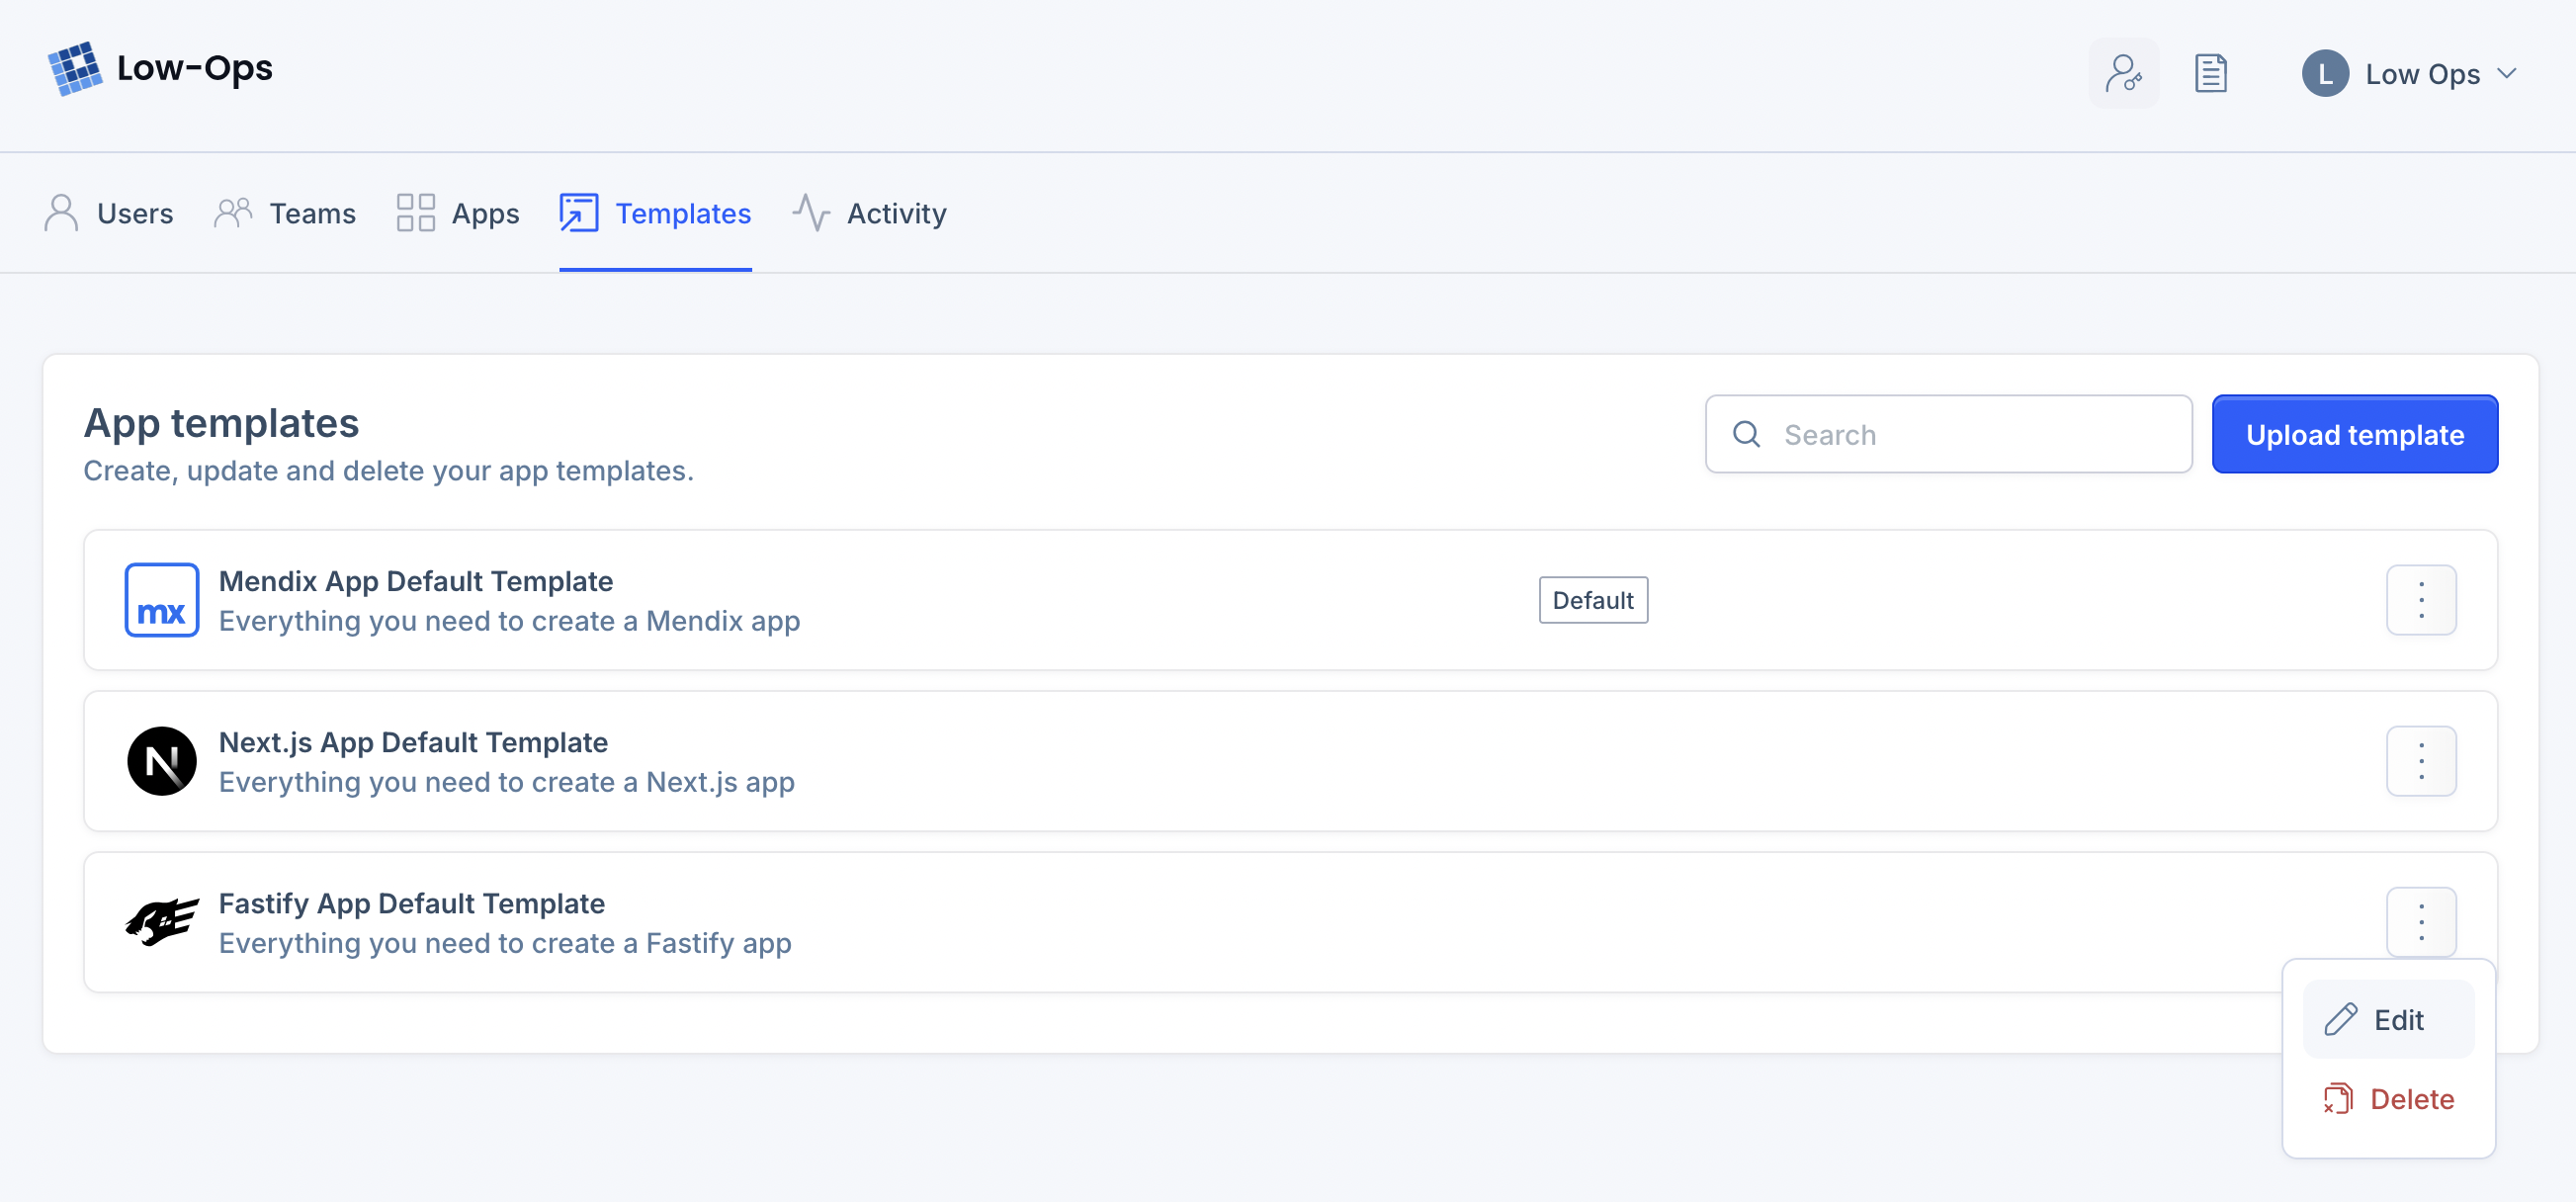 Low-Ops
L Low Ops
Users Teams Apps Templates Activity
App templates
Create, update and delete your app templates.
Search
Upload template
mx
Mendix App Default Template
Everything you need to create a Mendix app
Default
N
Next.js App Default Template
Everything you need to create a Next.js app
Fastify App Default Template
Everything you need to create a Fastify app
Edit
Delete